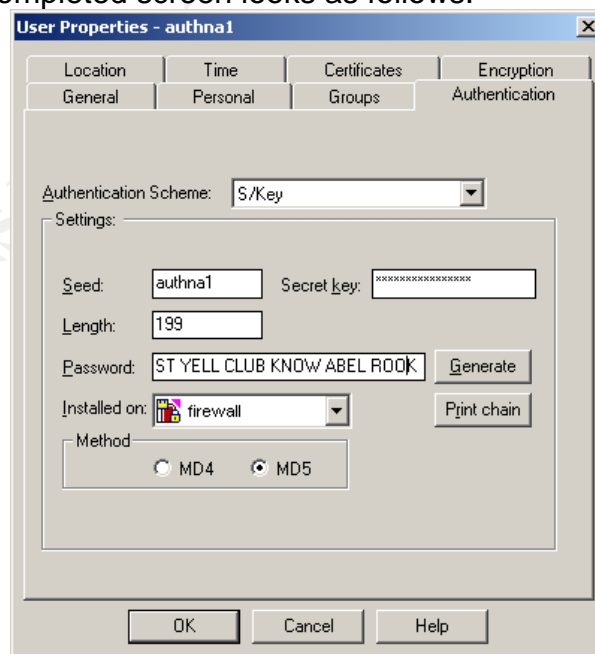 ompleted screen looks as follows:
User Properties - authna1
Location Time Certificates Encryption
General Personal Groups Authentication
Authentication Scheme: S/Key
Settings:
Seed: authna1 Secret key: ****************
Length: 199
Password: ST YELL CLUB KNOW ABEL ROOK Generate
Installed on: firewall Print chain
Method
MD4 MD5
OK Cancel Help